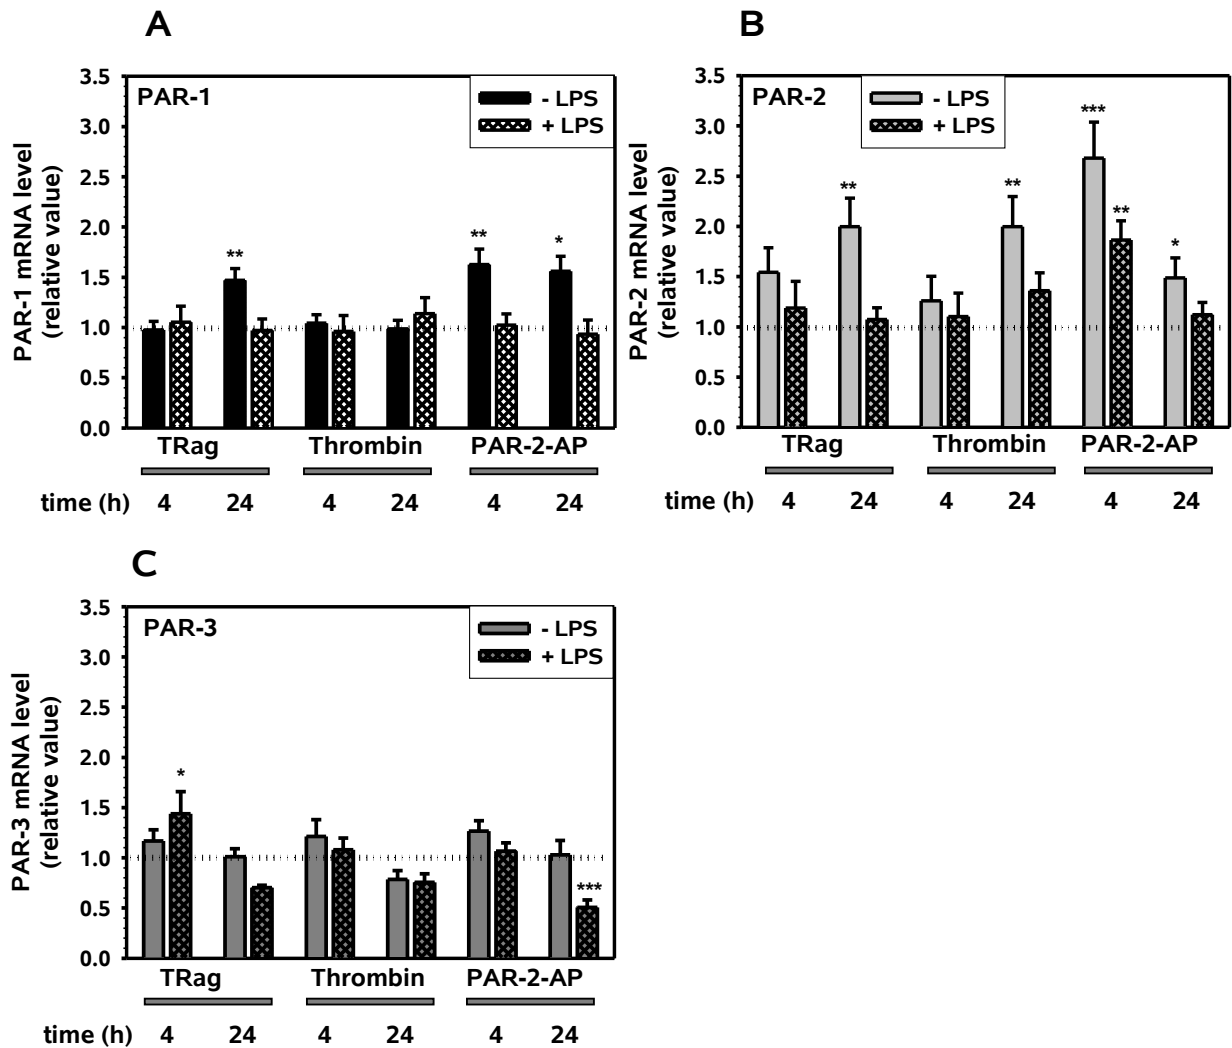 A
PAR-1 mRNA level
(relative value)
3.5
3.0
2.5
2.0
1.5
1.0
0.5
0.0
PAR-1
- LPS
+ LPS
**
**
*
TRag
Thrombin
PAR-2-AP
time (h)
4
24
4
24
4
24
B
PAR-2 mRNA level
(relative value)
3.5
3.0
2.5
2.0
1.5
1.0
0.5
0.0
PAR-2
- LPS
+ LPS
**
**
***
**
*
TRag
Thrombin
PAR-2-AP
time (h)
4
24
4
24
4
24
C
PAR-3 mRNA level
(relative value)
3.5
3.0
2.5
2.0
1.5
1.0
0.5
0.0
PAR-3
- LPS
+ LPS
*
***
TRag
Thrombin
PAR-2-AP
time (h)
4
24
4
24
4
24